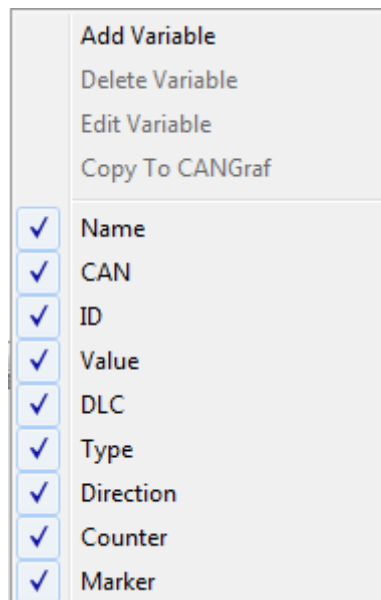 Add Variable
Delete Variable
Edit Variable
Copy To CANGraf
Name
CAN
ID
Value
DLC
Type
Direction
Counter
Marker